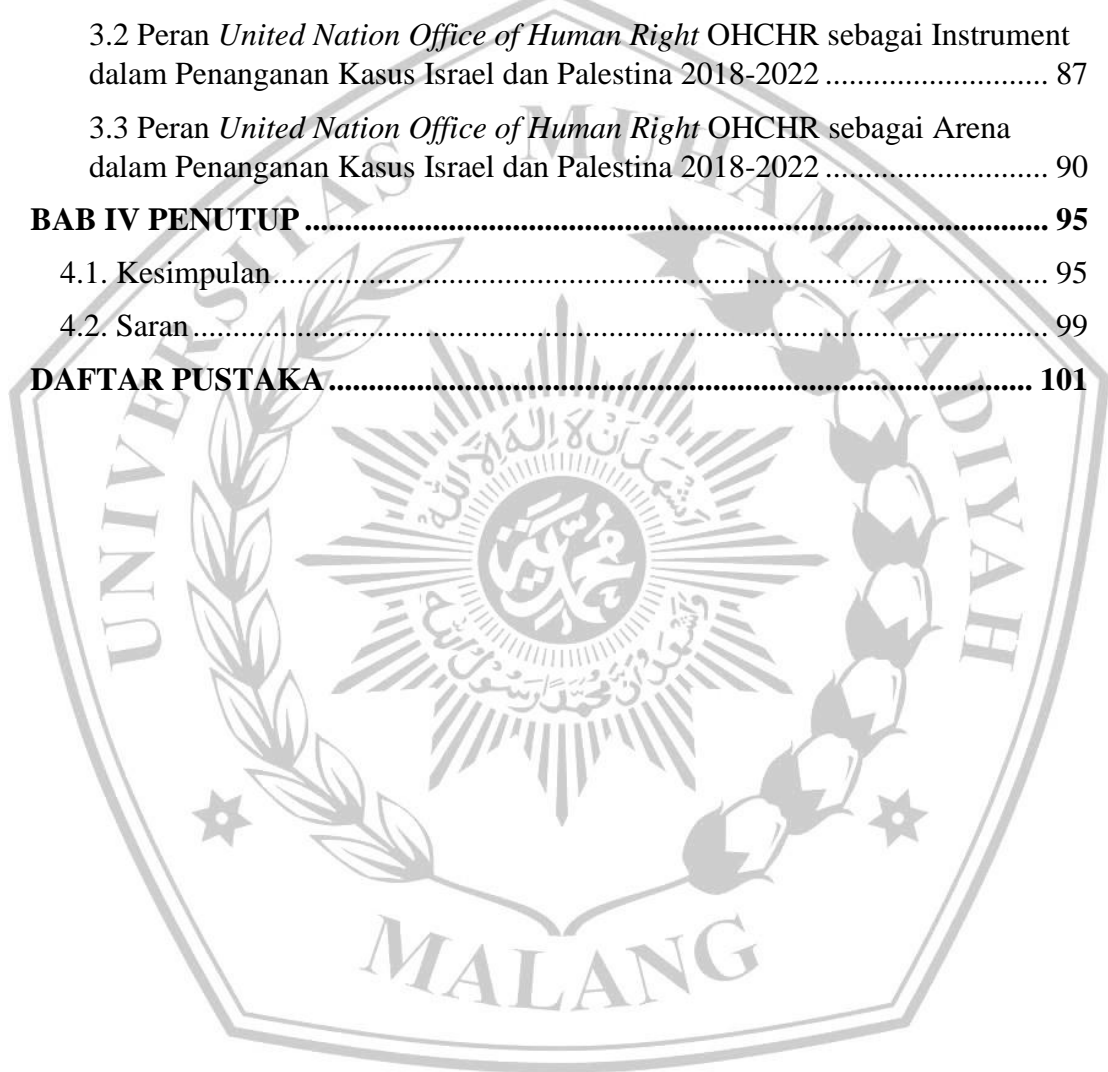 3.2 Peran United Nation Office of Human Right OHCHR sebagai Instrument
dalam Penanganan Kasus Israel dan Palestina 2018-2022 ............................ 87
3.3 Peran United Nation Office of Human Right OHCHR sebagai Arena
dalam Penanganan Kasus Israel dan Palestina 2018-2022 ............................ 90
BAB IV PENUTUP ............................................................................................ 95
4.1. Kesimpulan ................................................................................................ 95
4.2. Saran .......................................................................................................... 99
DAFTAR PUSTAKA ....................................................................................... 101
UNIVERSITAS MUHAMMADIYAH
MALANG